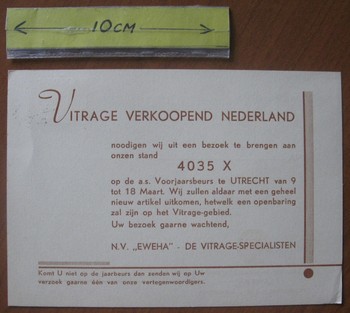 10CM
VITRAGE VERKOOPEND NEDERLAND
noodigen wij uit een bezoek te brengen aan
onzen stand
4035 X
op de a.s. Voorjaarsbeurs te UTRECHT van 9
tot 18 Maart. Wij zullen aldaar met een geheel
nieuw artikel uitkomen, hetwelk een openbaring
zal zijn op het Vitrage-gebied.
Uw bezoek gaarne wachtend,
N.V. „EWEHA" - DE VITRAGE-SPECIALISTEN
Komt U niet op de jaarbeurs dan zenden wij op Uw
verzoek gaarne één van onze vertegenwoordigers.